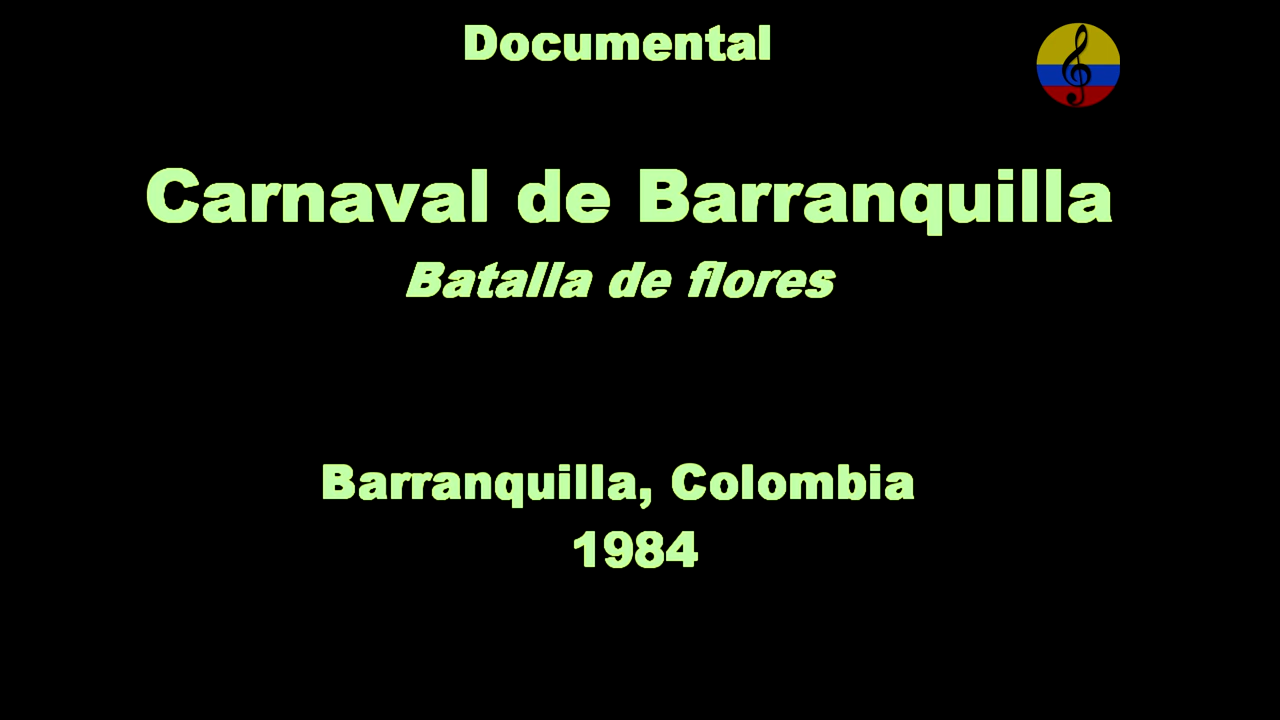 Documental
Carnaval de Barranquilla
Batalla de flores
Barranquilla, Colombia
1984